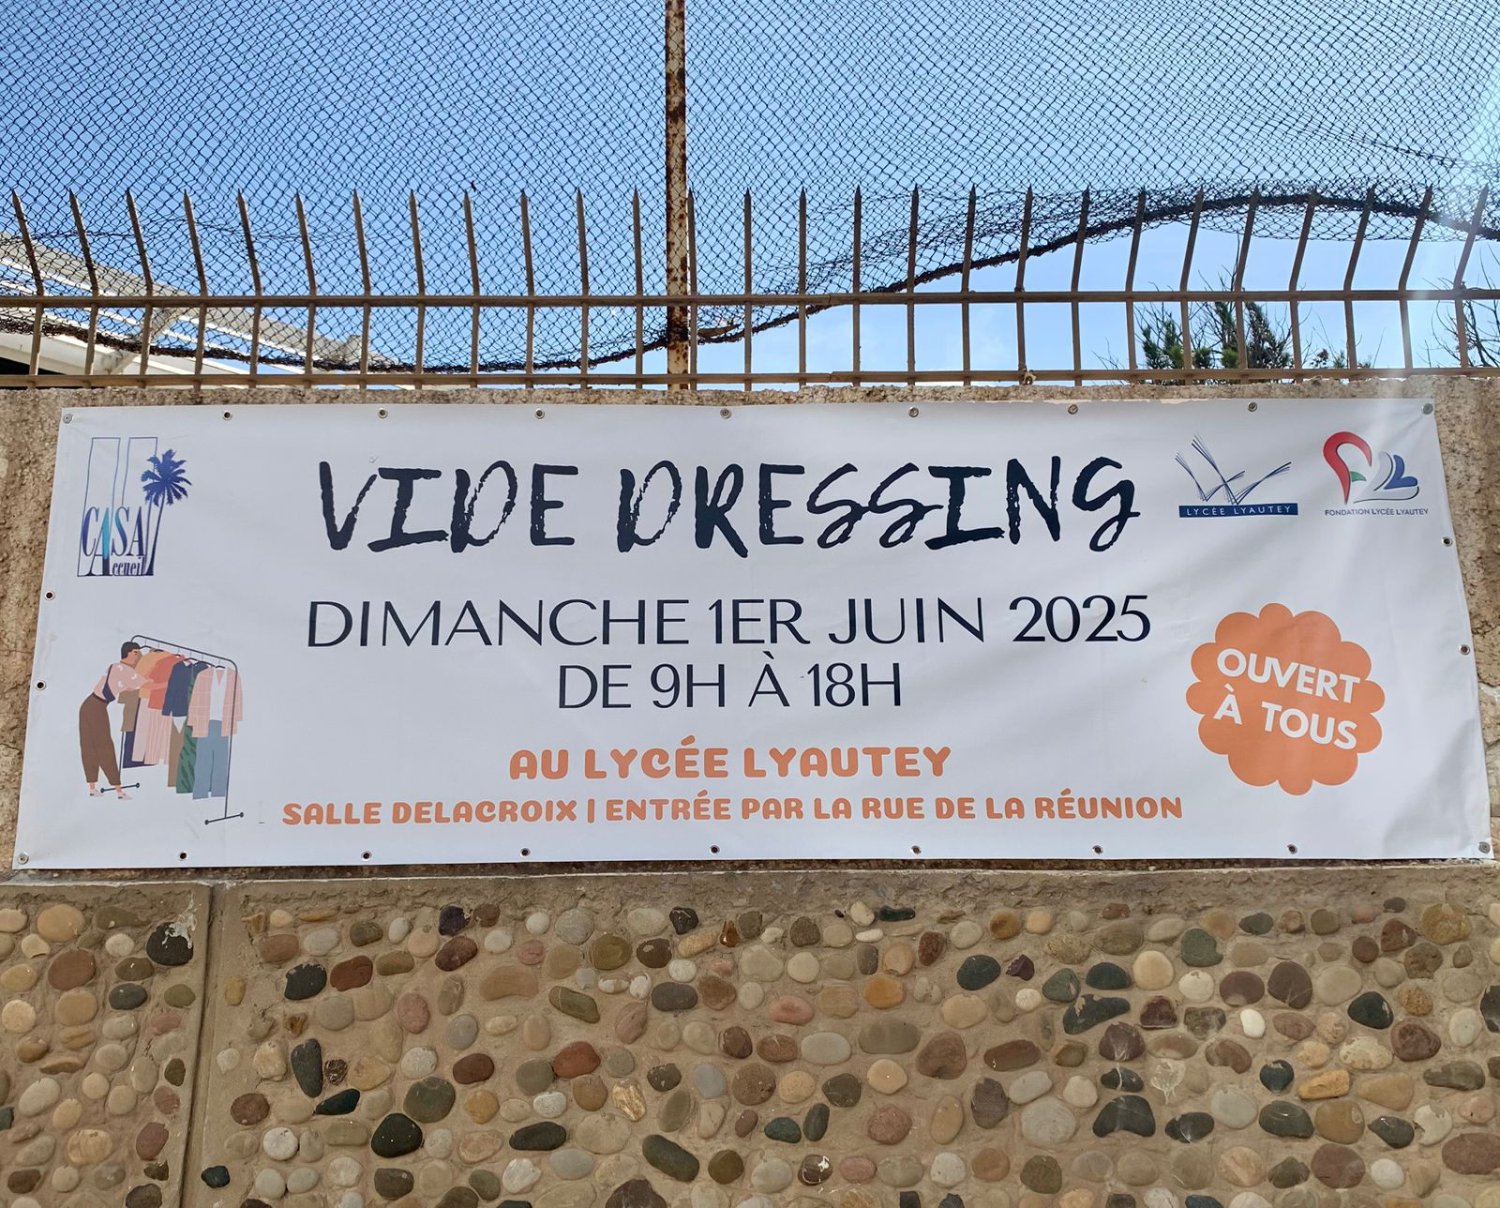 CASA
Accueil
VIDE DRESSING
LYCÉE LYAUTEY
FONDATION LYCÉE LYAUTEY
DIMANCHE 1ER JUIN 2025
DE 9H À 18H
OUVERT
À TOUS
AU LYCÉE LYAUTEY
SALLE DELACROIX | ENTRÉE PAR LA RUE DE LA RÉUNION